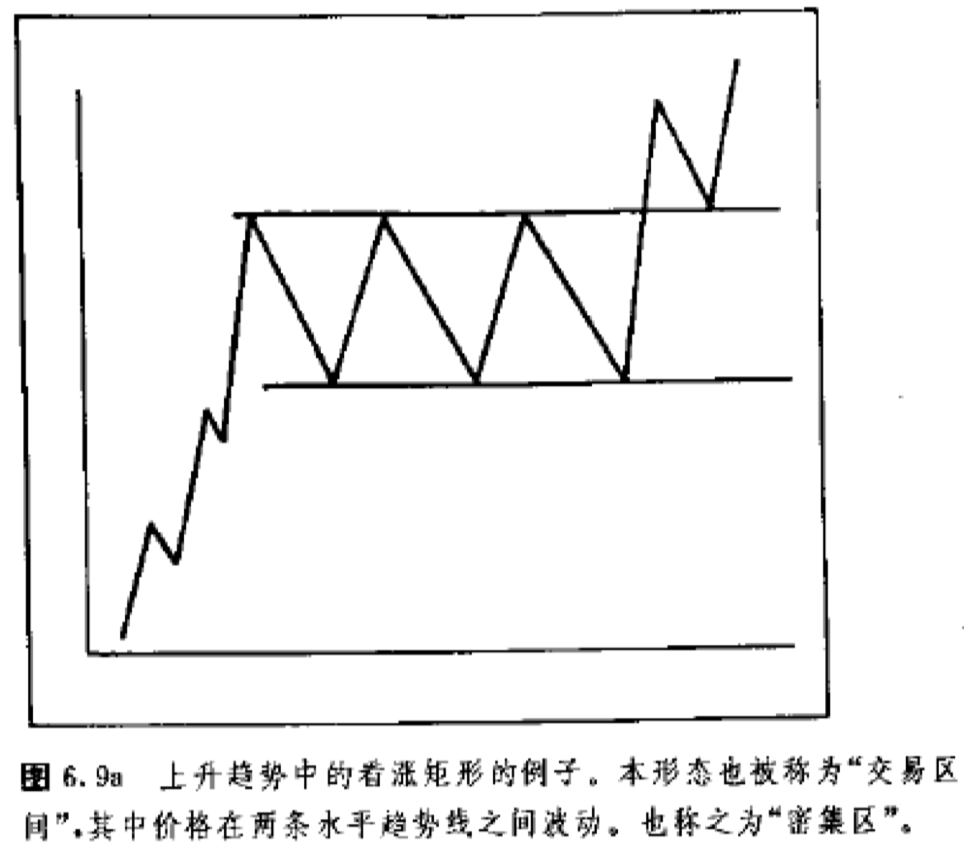 图 6.9a 上升趋势中的看涨矩形的例子。本形态也被称为“交易区
间”,其中价格在两条水平趋势线之间波动。也称之为“密集区”。